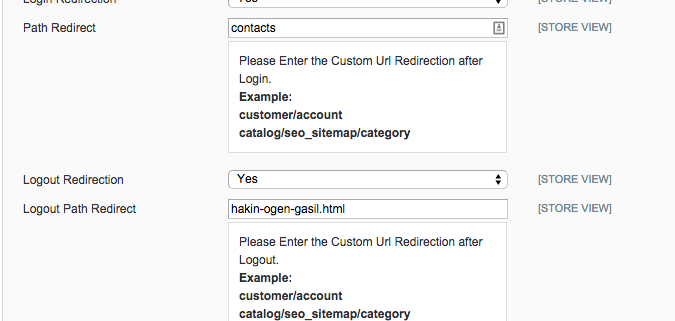 Login Redirection Yes [STORE VIEW]
Path Redirect contacts [STORE VIEW]
Please Enter the Custom Url Redirection after
Login.
Example:
customer/account
catalog/seo_sitemap/category
Logout Redirection Yes [STORE VIEW]
Logout Path Redirect hakin-ogen-gasil.html [STORE VIEW]
Please Enter the Custom Url Redirection after
Logout.
Example:
customer/account
catalog/seo_sitemap/category